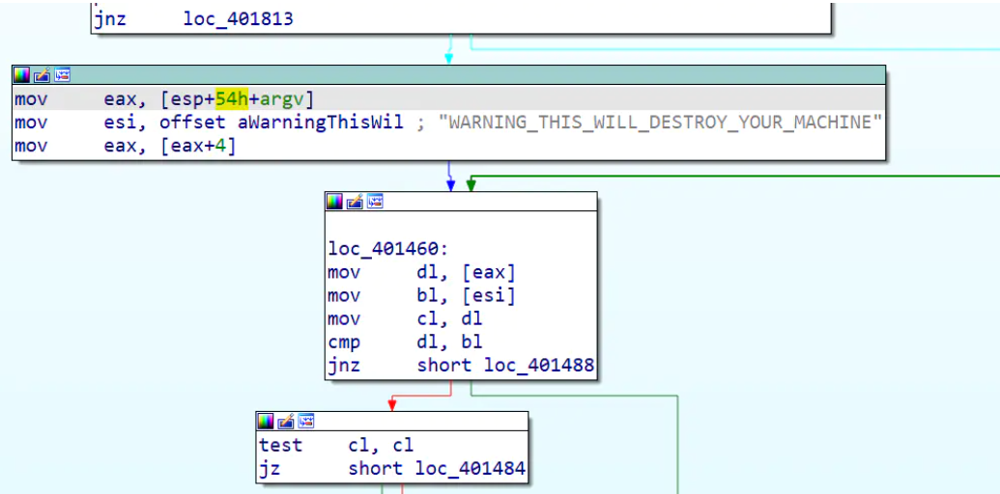 jnz loc_401813
mov eax, [esp+54h+argv]
mov esi, offset aWarningThisWil ; "WARNING_THIS_WILL_DESTROY_YOUR_MACHINE"
mov eax, [eax+4]
loc_401460:
mov dl, [eax]
mov bl, [esi]
mov cl, dl
cmp dl, bl
jnz short loc_401488
test cl, cl
jz short loc_401484